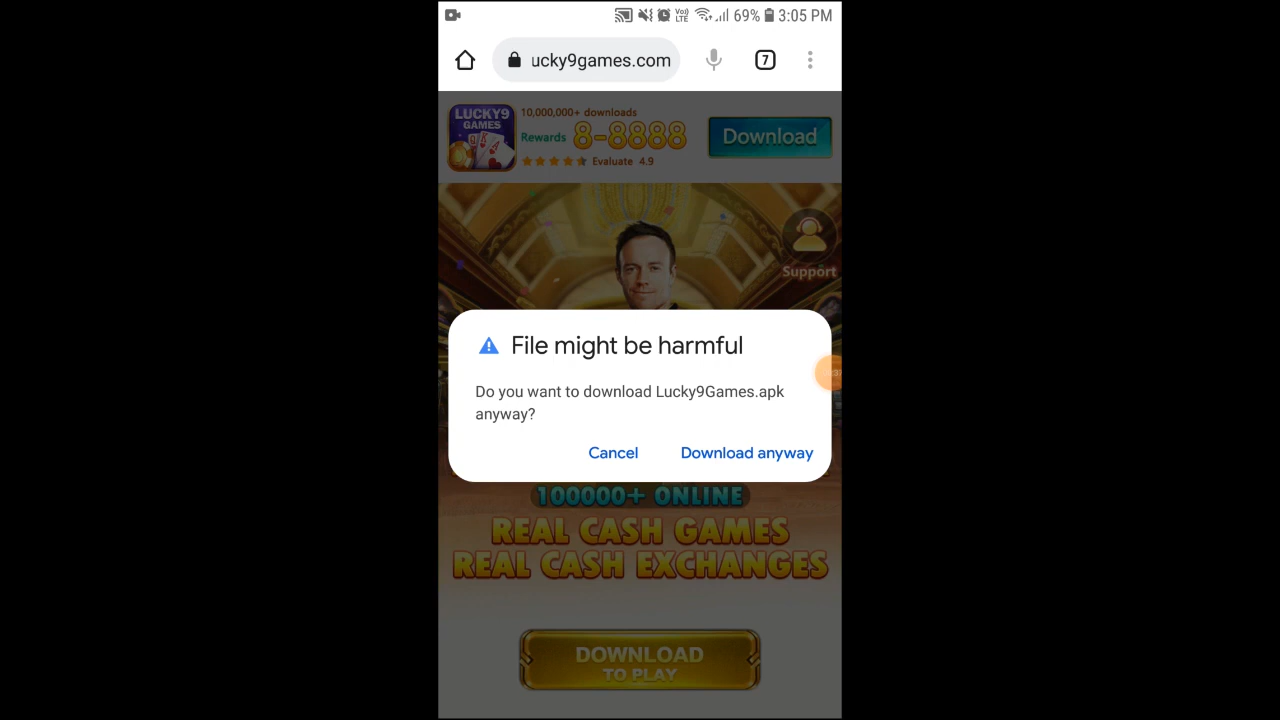 Vo)
LTE
69%
3:05 PM
ucky9games.com
7
LUCKY9
GAMES
10,000,000+ downloads
Rewards 8-8888
Evaluate 4.9
Download
Support
File might be harmful
Do you want to download Lucky9Games.apk
anyway?
Cancel
Download anyway
100000+ ONLINE
REAL CASH GAMES
REAL CASH EXCHANGES
DOWNLOAD
TO PLAY